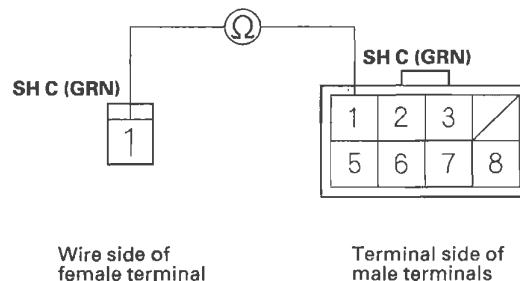 Ω
SH C (GRN)
SH C (GRN)
1
1 2 3
5 6 7 8
Wire side of
female terminal
Terminal side of
male terminals